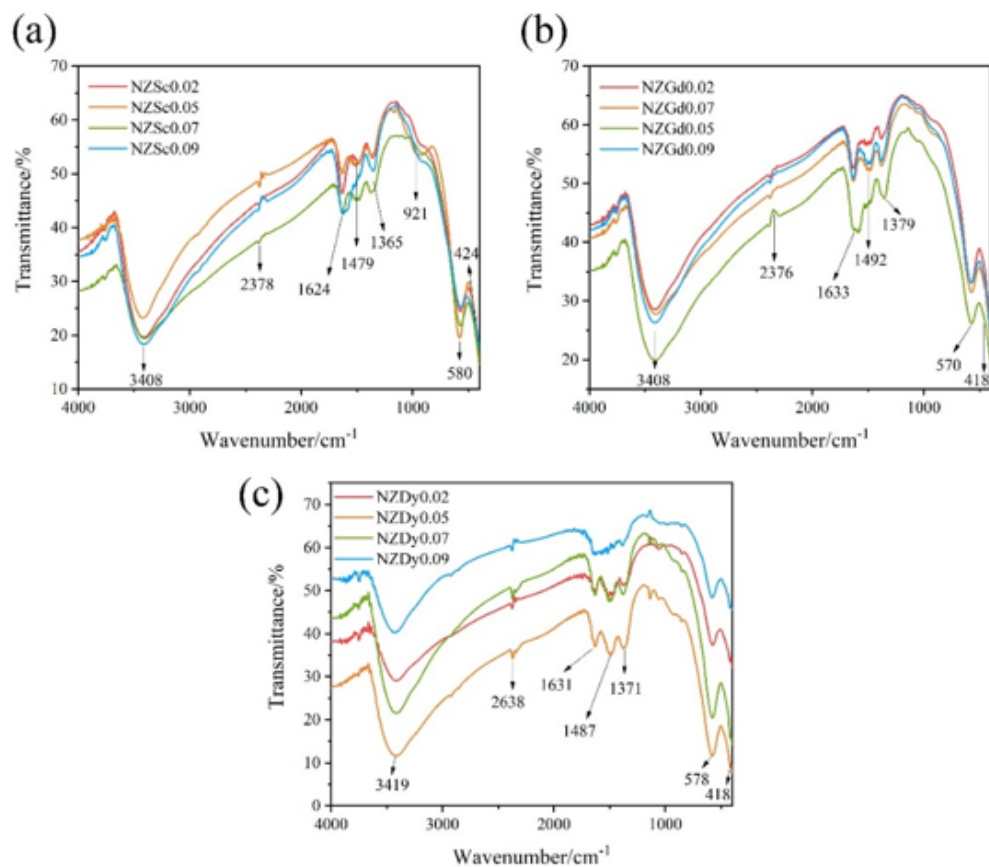 (a)
(b)
70
60
50
40
30
20
10
Transmittance/%
NZSc0.02
NZSc0.05
NZSc0.07
NZSc0.09
3408
2378
1624
1479
1365
921
424
580
4000
3000
2000
1000
Wavenumber/cm-1
70
60
50
40
30
20
Transmittance/%
NZGd0.02
NZGd0.07
NZGd0.05
NZGd0.09
3408
2376
1633
1492
1379
570
418
4000
3000
2000
1000
Wavenumber/cm-1
(c)
70
60
50
40
30
20
10
0
Transmittance/%
NZDy0.02
NZDy0.05
NZDy0.07
NZDy0.09
3419
2638
1631
1487
1371
578
418
4000
3000
2000
1000
Wavenumber/cm-1